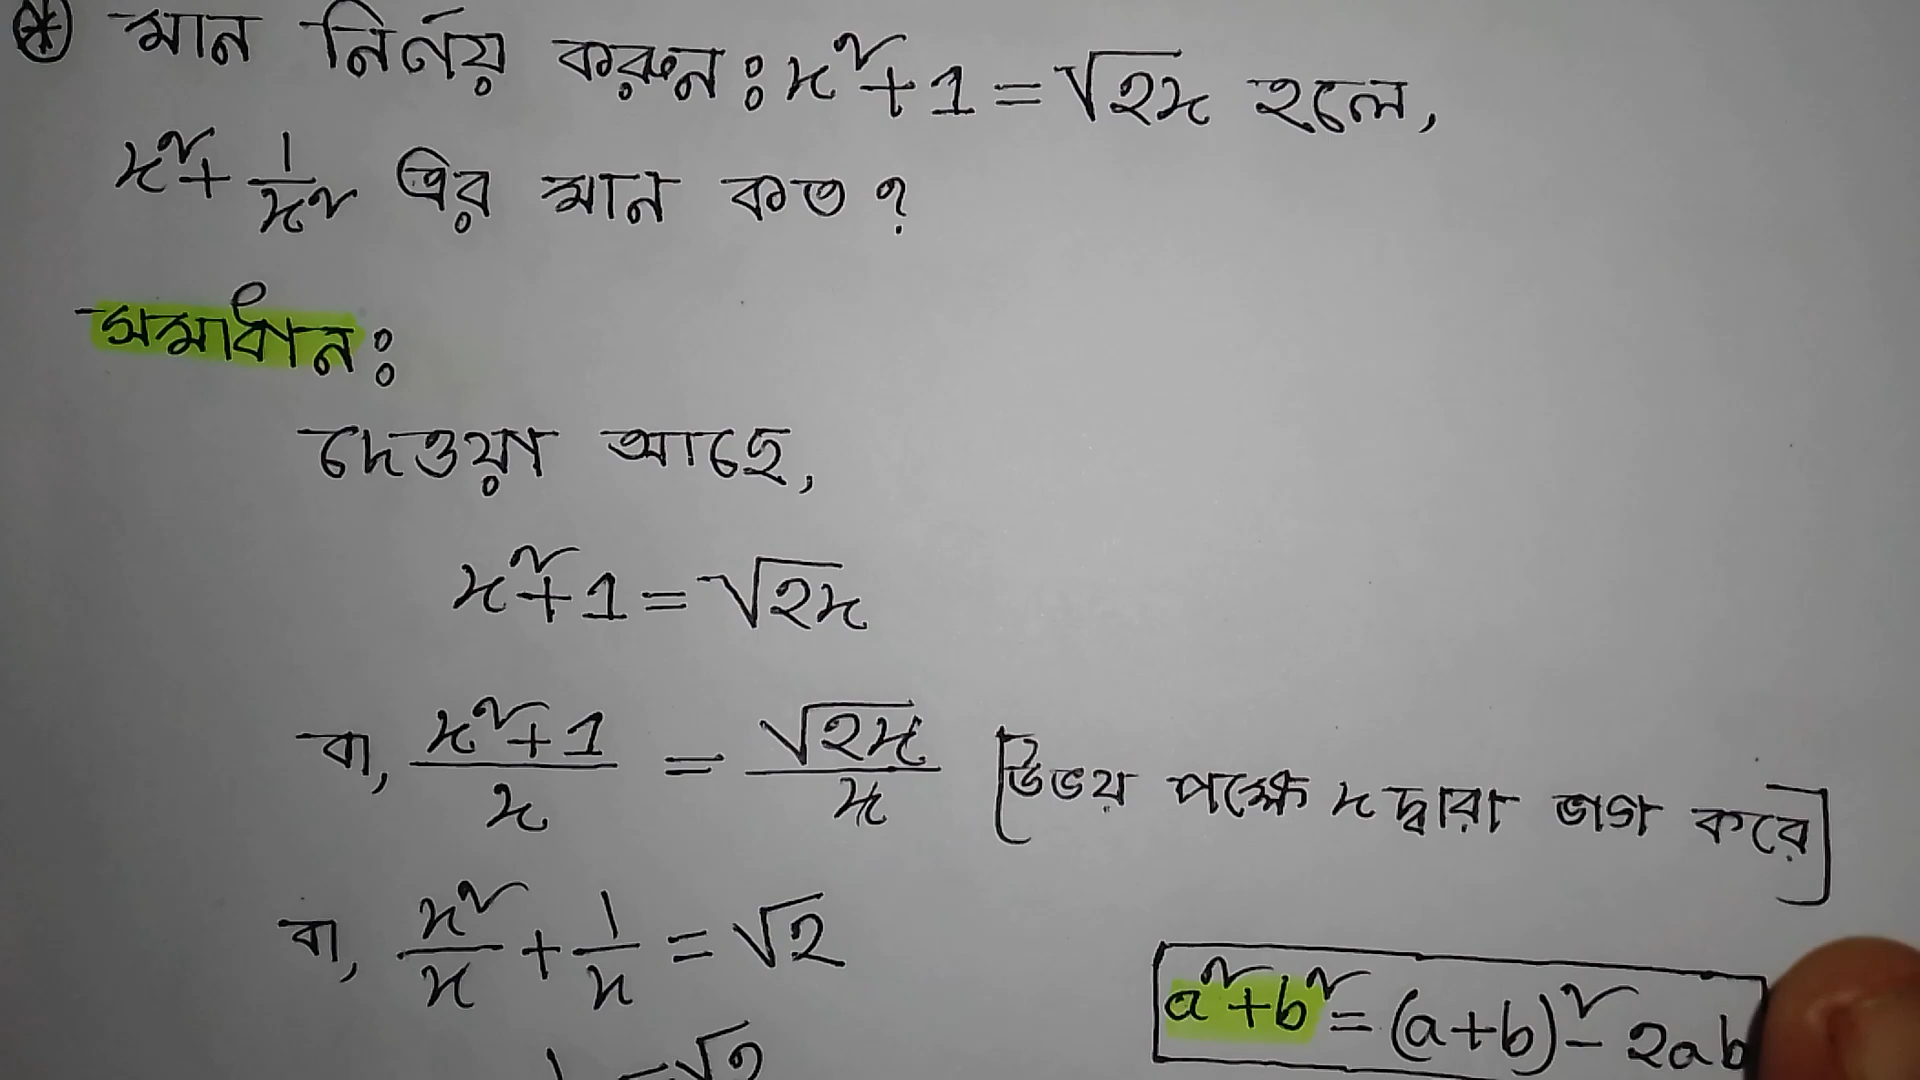 ⊛ মান নির্ণয় করুন: x²+1=√2x হলে,
x²+1/x² এর মান কত?
সমাধান:
দেওয়া আছে,
x²+1=√2x
বা, (x²+1)/x = √2x/x [উভয় পক্ষে x দ্বারা ভাগ করে]
বা, x²/x + 1/x = √2
a²+b²=(a+b)²-2ab